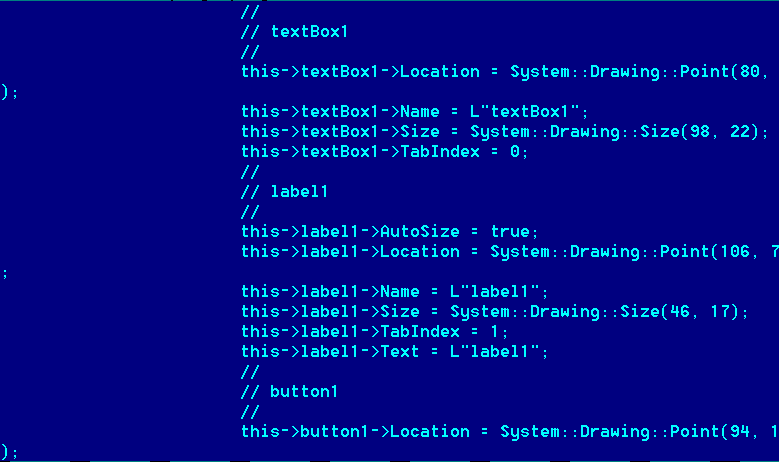 //
// textBox1
//
this->textBox1->Location = System::Drawing::Point(80,
);
this->textBox1->Name = L"textBox1";
this->textBox1->Size = System::Drawing::Size(98, 22);
this->textBox1->TabIndex = 0;
//
// label1
//
this->label1->AutoSize = true;
this->label1->Location = System::Drawing::Point(106, 7
;
this->label1->Name = L"label1";
this->label1->Size = System::Drawing::Size(46, 17);
this->label1->TabIndex = 1;
this->label1->Text = L"label1";
//
// button1
//
this->button1->Location = System::Drawing::Point(94, 1
);